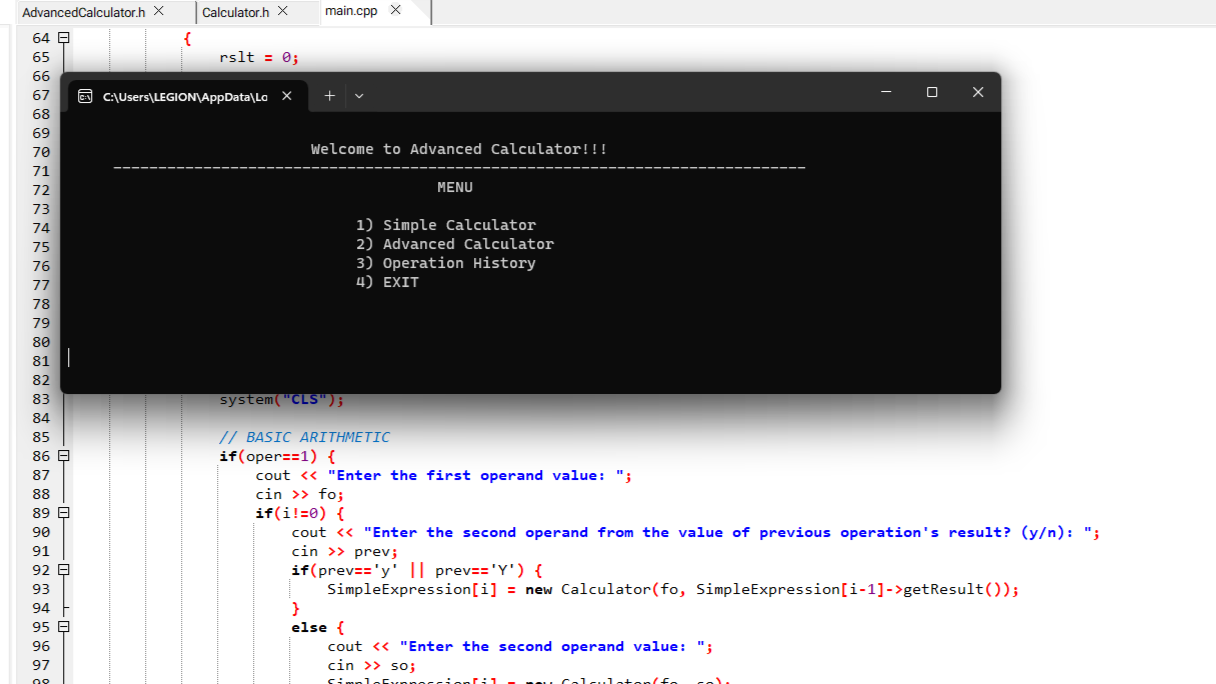 AdvancedCalculator.h Calculator.h main.cpp
64 {
65 rslt = 0;
66
67 C:\Users\LEGION\AppData\Lo
68
69
70 Welcome to Advanced Calculator!!!
71 -----------------------------------------------------------------------------
72 MENU
73
74 1) Simple Calculator
75 2) Advanced Calculator
76 3) Operation History
77 4) EXIT
78
79
80
81
82
83 system("CLS");
84
85 // BASIC ARITHMETIC
86 if(oper==1) {
87 cout << "Enter the first operand value: ";
88 cin >> fo;
89 if(i!=0) {
90 cout << "Enter the second operand from the value of previous operation's result? (y/n): ";
91 cin >> prev;
92 if(prev=='y' || prev=='Y') {
93 SimpleExpression[i] = new Calculator(fo, SimpleExpression[i-1]->getResult());
94 }
95 else {
96 cout << "Enter the second operand value: ";
97 cin >> so;
98 SimpleExpression[i] = new Calculator(fo, so);